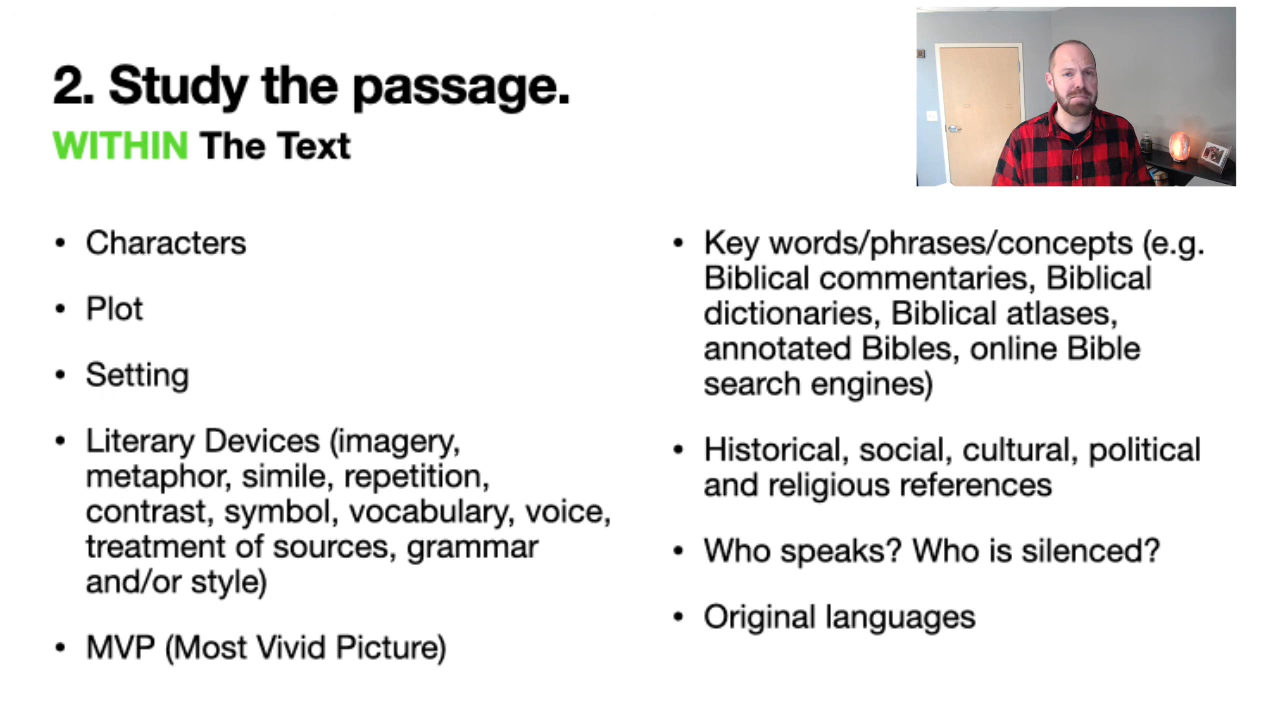 2. Study the passage.
WITHIN The Text
• Characters
• Plot
• Setting
• Literary Devices (imagery,
metaphor, simile, repetition,
contrast, symbol, vocabulary, voice,
treatment of sources, grammar
and/or style)
• MVP (Most Vivid Picture)
• Key words/phrases/concepts (e.g.
Biblical commentaries, Biblical
dictionaries, Biblical atlases,
annotated Bibles, online Bible
search engines)
• Historical, social, cultural, political
and religious references
• Who speaks? Who is silenced?
• Original languages